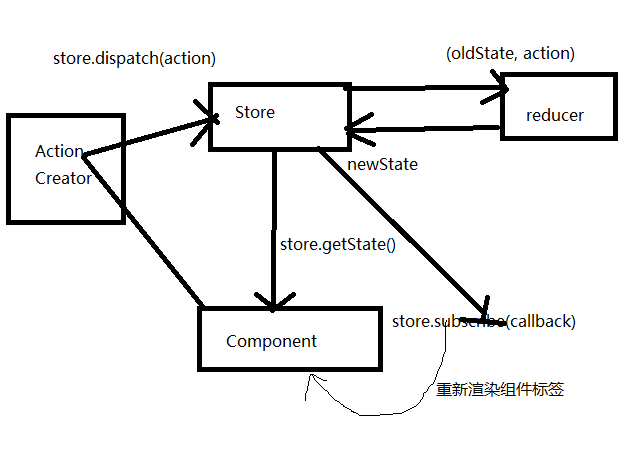 store.dispatch(action)
(oldState, action)
Store
reducer
Action
Creator
newState
store.getState()
store.subscribe(callback)
Component
重新渲染组件标签